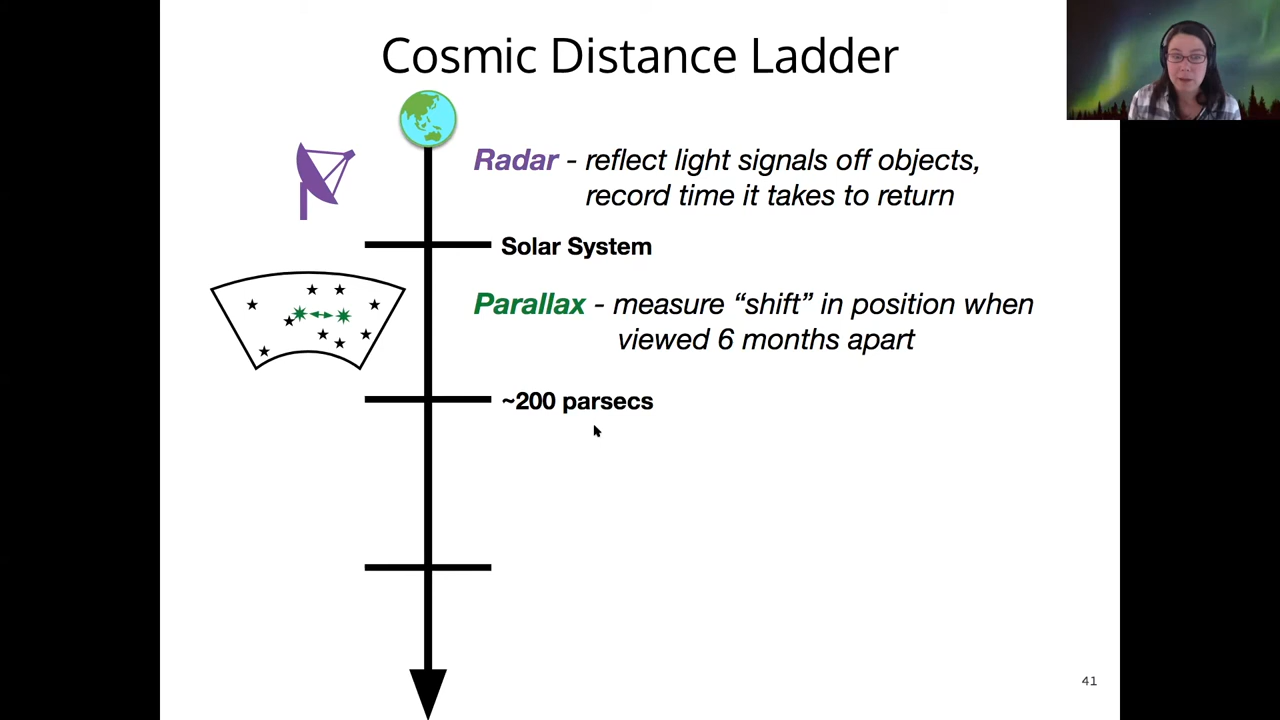 Cosmic Distance Ladder
Radar - reflect light signals off objects,
record time it takes to return
Solar System
Parallax - measure “shift” in position when
viewed 6 months apart
~200 parsecs
41